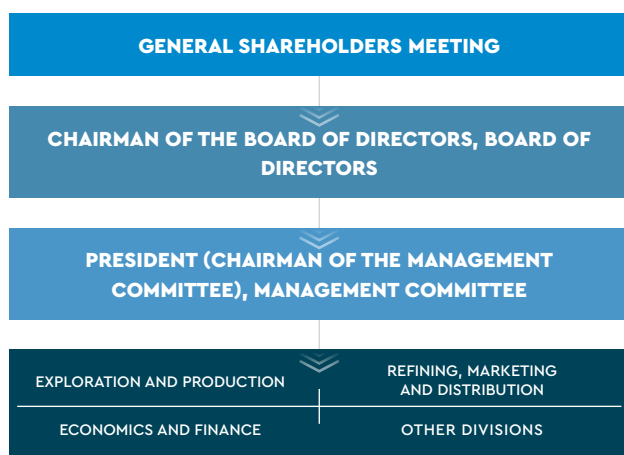 GENERAL SHAREHOLDERS MEETING
CHAIRMAN OF THE BOARD OF DIRECTORS, BOARD OF
DIRECTORS
PRESIDENT (CHAIRMAN OF THE MANAGEMENT
COMMITTEE), MANAGEMENT COMMITTEE
EXPLORATION AND PRODUCTION
REFINING, MARKETING
AND DISTRIBUTION
ECONOMICS AND FINANCE
OTHER DIVISIONS